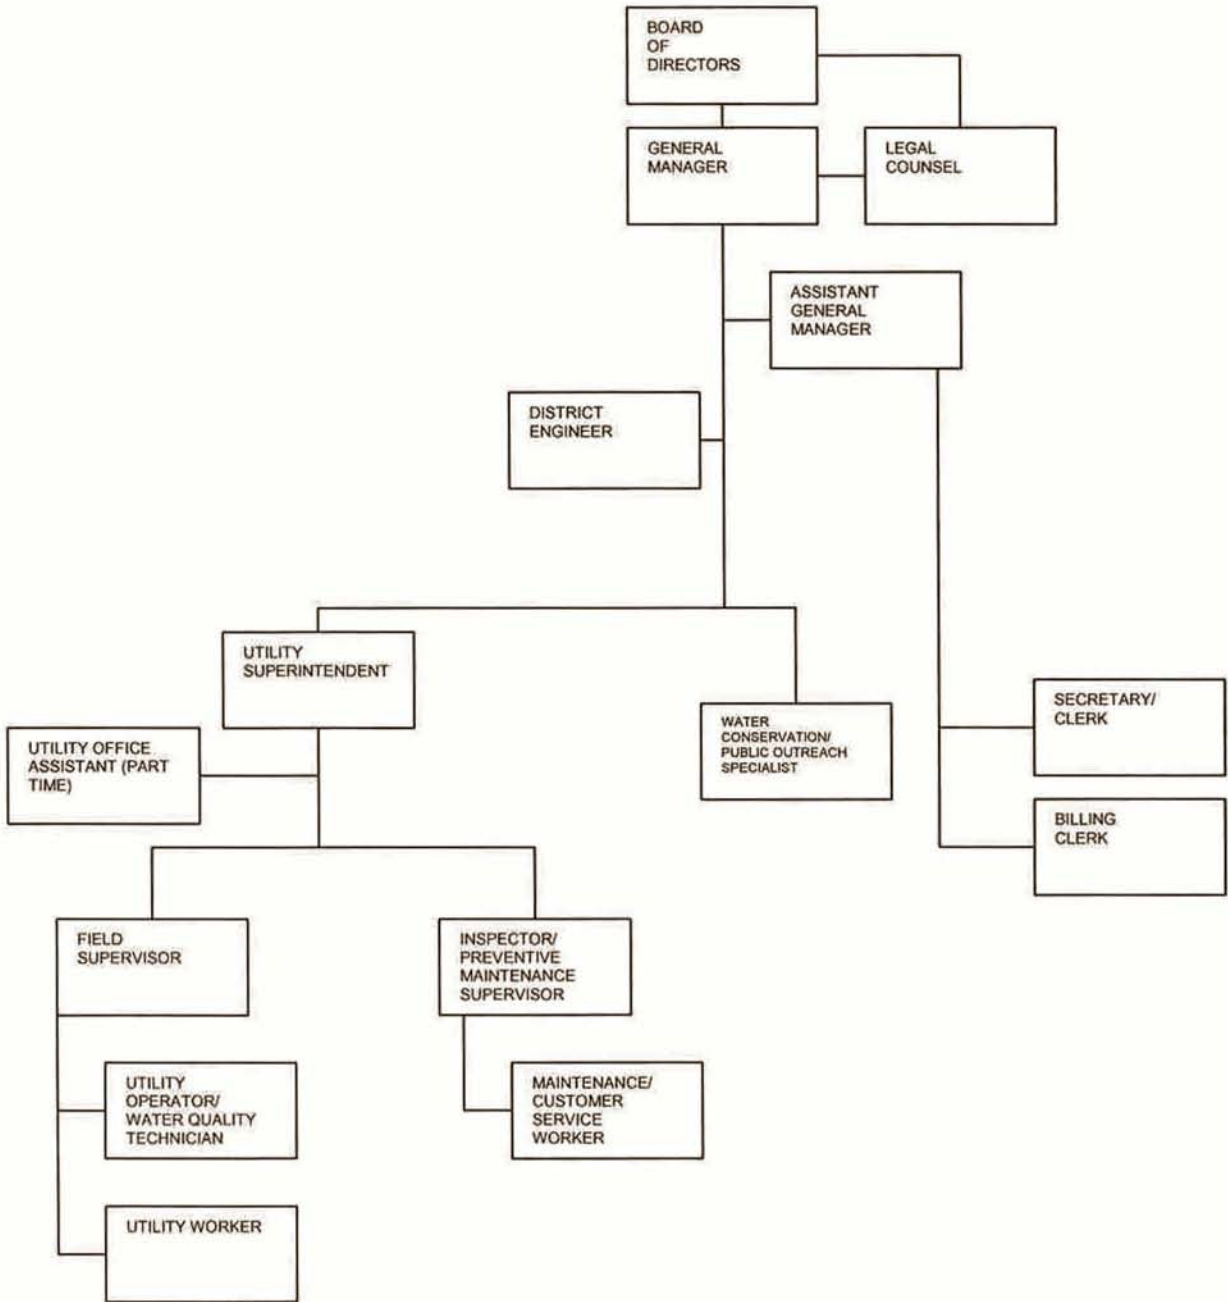 BOARD
OF
DIRECTORS
GENERAL
MANAGER
LEGAL
COUNSEL
ASSISTANT
GENERAL
MANAGER
DISTRICT
ENGINEER
UTILITY
SUPERINTENDENT
WATER
CONSERVATION/
PUBLIC OUTREACH
SPECIALIST
SECRETARY/
CLERK
UTILITY OFFICE
ASSISTANT (PART
TIME)
BILLING
CLERK
FIELD
SUPERVISOR
INSPECTOR/
PREVENTIVE
MAINTENANCE
SUPERVISOR
UTILITY
OPERATOR/
WATER QUALITY
TECHNICIAN
MAINTENANCE/
CUSTOMER
SERVICE
WORKER
UTILITY WORKER